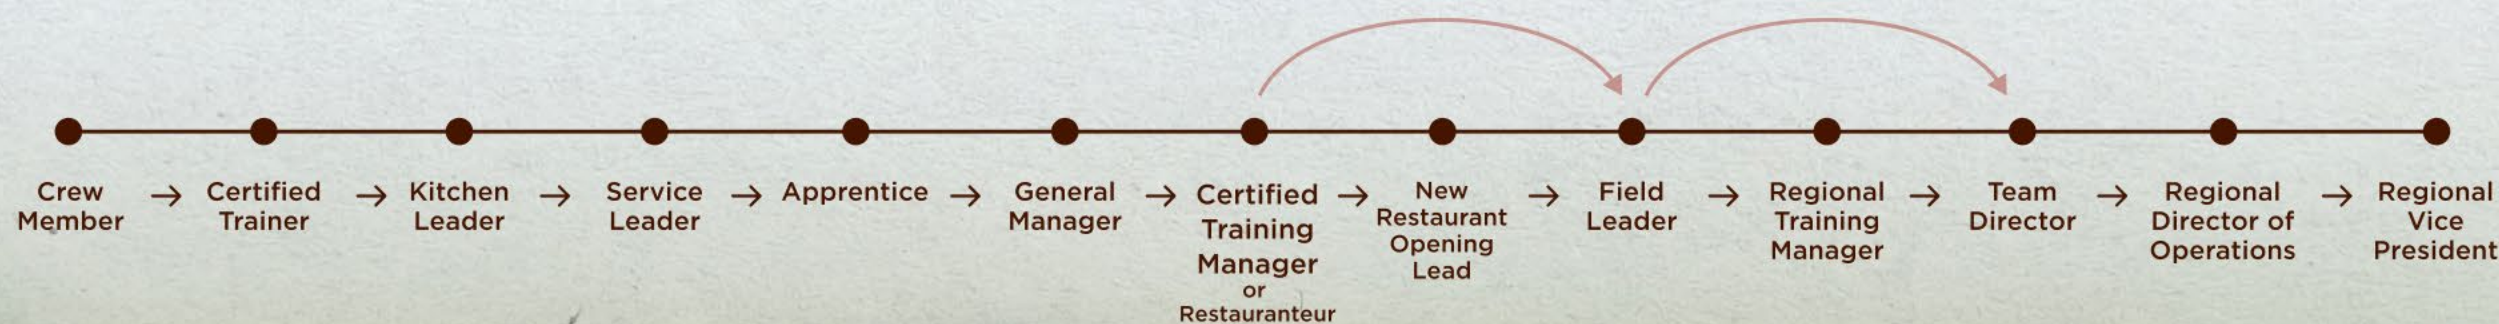 Crew
Member
→
Certified
Trainer
→
Kitchen
Leader
→
Service
Leader
→
Apprentice
→
General
Manager
→
Certified
Training
Manager
or
Restauranteur
→
New
Restaurant
Opening
Lead
→
Field
Leader
→
Regional
Training
Manager
→
Team
Director
→
Regional
Director of
Operations
→
Regional
Vice
President